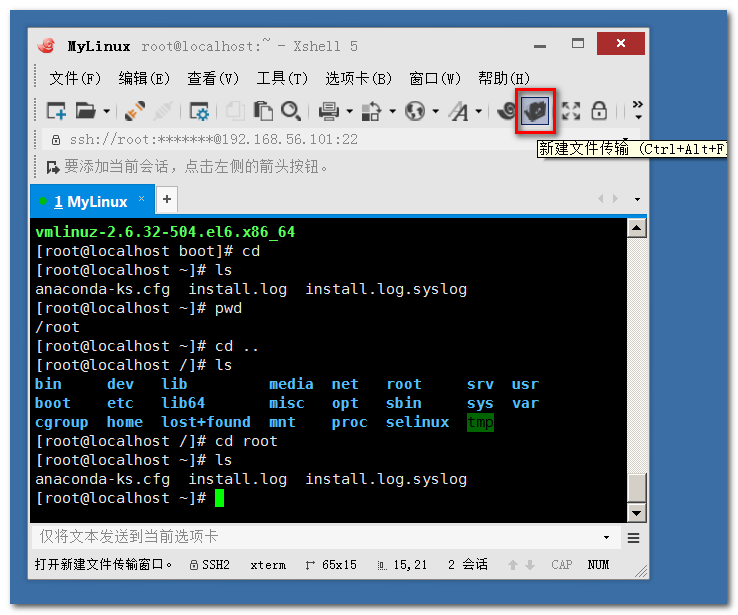 MyLinux root@localhost:~ - Xshell 5
文件(F) 编辑(E) 查看(V) 工具(T) 选项卡(B) 窗口(W) 帮助(H)
ssh://root:*******@192.168.56.101:22
新建文件传输 (Ctrl+Alt+F
要添加当前会话，点击左侧的箭头按钮。
1 MyLinux × +
vmlinuz-2.6.32-504.el6.x86_64
[root@localhost boot]# cd
[root@localhost ~]# ls
anaconda-ks.cfg install.log install.log.syslog
[root@localhost ~]# pwd
/root
[root@localhost ~]# cd ..
[root@localhost /]# ls
bin dev lib media net root srv usr
boot etc lib64 misc opt sbin sys var
cgroup home lost+found mnt proc selinux tmp
[root@localhost /]# cd root
[root@localhost ~]# ls
anaconda-ks.cfg install.log install.log.syslog
[root@localhost ~]#
仅将文本发送到当前选项卡
打开新建文件传输窗口。 SSH2 xterm 65x15 15,21 2 会话 CAP NUM